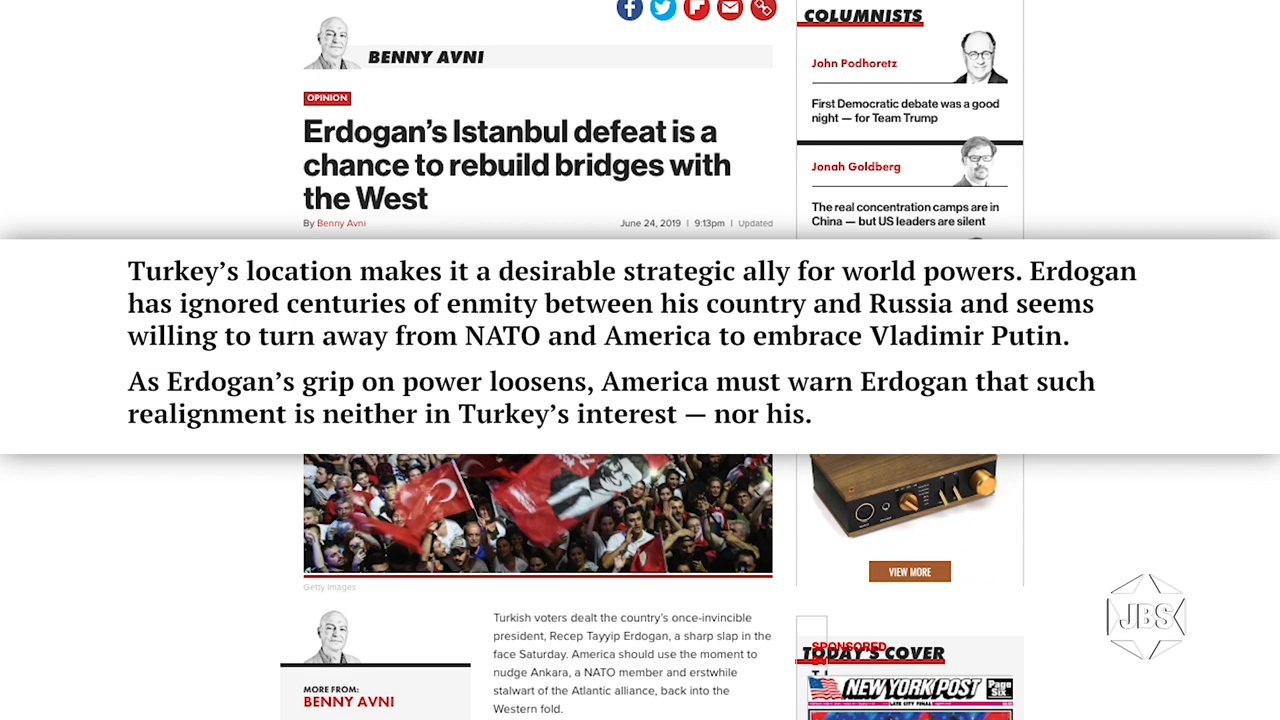 COLUMNISTS
BENNY AVNI
John Podhoretz
OPINION
First Democratic debate was a good
night — for Team Trump
Erdogan's Istanbul defeat is a
chance to rebuild bridges with
the West
Jonah Goldberg
The real concentration camps are in
China — but US leaders are silent
By Benny Avni
June 24, 2019 | 9:13pm | Updated
Turkey's location makes it a desirable strategic ally for world powers. Erdogan
has ignored centuries of enmity between his country and Russia and seems
willing to turn away from NATO and America to embrace Vladimir Putin.
As Erdogan's grip on power loosens, America must warn Erdogan that such
realignment is neither in Turkey's interest — nor his.
VIEW MORE
Getty Images
JBS
Turkish voters dealt the country's once-invincible
president, Recep Tayyip Erdogan, a sharp slap in the
face Saturday. America should use the moment to
nudge Ankara, a NATO member and erstwhile
stalwart of the Atlantic alliance, back into the
Western fold.
MORE FROM:
BENNY AVNI
SPONSORED
TODAY'S COVER
NEW YORK POST
Page Six
LATE CITY FINAL